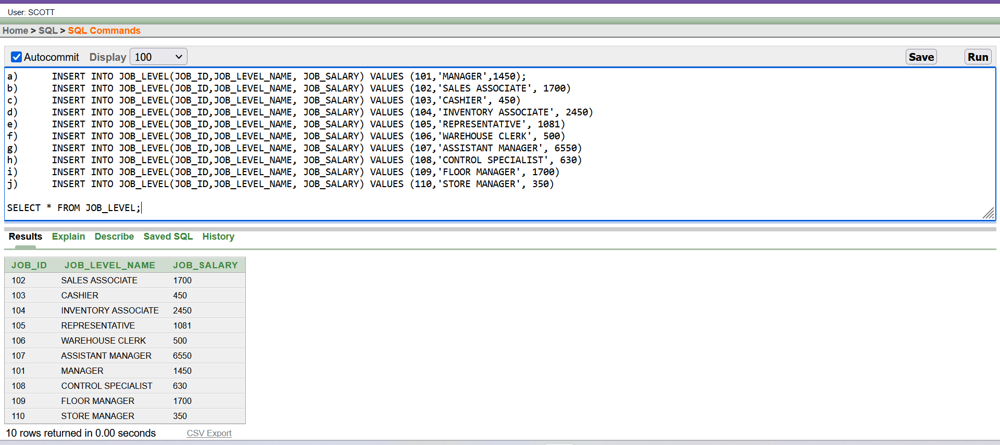 User: SCOTT
Home > SQL > SQL Commands
Autocommit Display 100 Save Run
a) INSERT INTO JOB_LEVEL(JOB_ID,JOB_LEVEL_NAME, JOB_SALARY) VALUES (101,'MANAGER',1450);
b) INSERT INTO JOB_LEVEL(JOB_ID,JOB_LEVEL_NAME, JOB_SALARY) VALUES (102,'SALES ASSOCIATE', 1700)
c) INSERT INTO JOB_LEVEL(JOB_ID,JOB_LEVEL_NAME, JOB_SALARY) VALUES (103,'CASHIER', 450)
d) INSERT INTO JOB_LEVEL(JOB_ID,JOB_LEVEL_NAME, JOB_SALARY) VALUES (104,'INVENTORY ASSOCIATE', 2450)
e) INSERT INTO JOB_LEVEL(JOB_ID,JOB_LEVEL_NAME, JOB_SALARY) VALUES (105,'REPRESENTATIVE', 1081)
f) INSERT INTO JOB_LEVEL(JOB_ID,JOB_LEVEL_NAME, JOB_SALARY) VALUES (106,'WAREHOUSE CLERK', 500)
g) INSERT INTO JOB_LEVEL(JOB_ID,JOB_LEVEL_NAME, JOB_SALARY) VALUES (107,'ASSISTANT MANAGER', 6550)
h) INSERT INTO JOB_LEVEL(JOB_ID,JOB_LEVEL_NAME, JOB_SALARY) VALUES (108,'CONTROL SPECIALIST', 630)
i) INSERT INTO JOB_LEVEL(JOB_ID,JOB_LEVEL_NAME, JOB_SALARY) VALUES (109,'FLOOR MANAGER', 1700)
j) INSERT INTO JOB_LEVEL(JOB_ID,JOB_LEVEL_NAME, JOB_SALARY) VALUES (110,'STORE MANAGER', 350)
SELECT * FROM JOB_LEVEL;
Results Explain Describe Saved SQL History
JOB_ID JOB_LEVEL_NAME JOB_SALARY
102 SALES ASSOCIATE 1700
103 CASHIER 450
104 INVENTORY ASSOCIATE 2450
105 REPRESENTATIVE 1081
106 WAREHOUSE CLERK 500
107 ASSISTANT MANAGER 6550
101 MANAGER 1450
108 CONTROL SPECIALIST 630
109 FLOOR MANAGER 1700
110 STORE MANAGER 350
10 rows returned in 0.00 seconds CSV Export